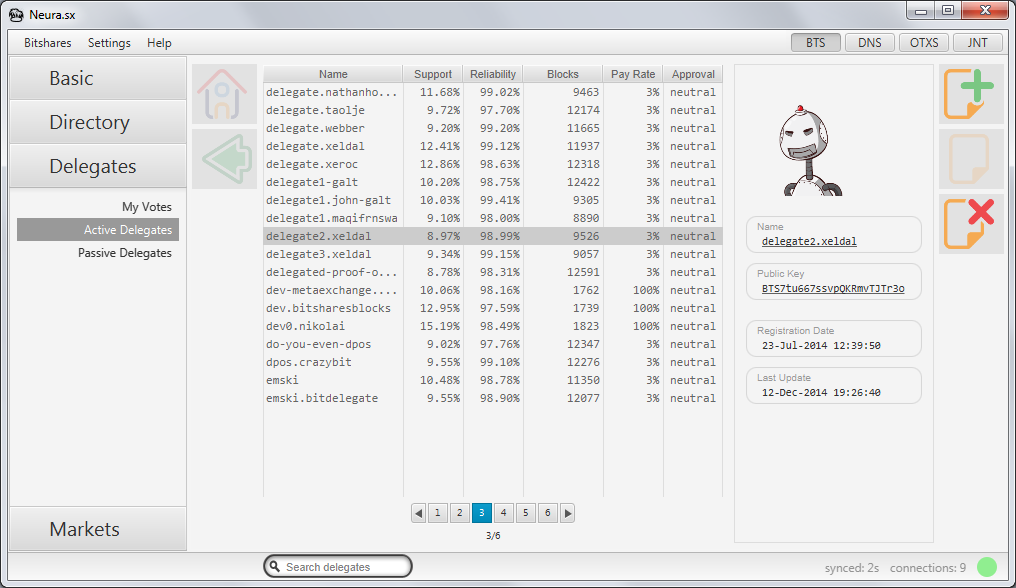 Neura.sx
Bitshares Settings Help BTS DNS OTXS JNT
Basic
Directory
Delegates
My Votes
Active Delegates
Passive Delegates
Markets
Name Support Reliability Blocks Pay Rate Approval
delegate.nathanho... 11.68% 99.02% 9463 3% neutral
delegate.taolje 9.72% 97.70% 12174 3% neutral
delegate.webber 9.20% 99.20% 11665 3% neutral
delegate.xeldal 12.41% 99.12% 11937 3% neutral
delegate.xeroc 12.86% 98.63% 12318 3% neutral
delegate1-galt 10.20% 98.75% 12422 3% neutral
delegate1.john-galt 10.03% 99.41% 9305 3% neutral
delegate1.maqifrnswa 9.10% 98.00% 8890 3% neutral
delegate2.xeldal 8.97% 98.99% 9526 3% neutral
delegate3.xeldal 9.34% 99.15% 9057 3% neutral
delegated-proof-o... 8.78% 98.31% 12591 3% neutral
dev-metaexchange.... 10.06% 98.16% 1762 100% neutral
dev.bitsharesblocks 12.95% 97.59% 1739 100% neutral
dev0.nikolai 15.19% 98.49% 1823 100% neutral
do-you-even-dpos 9.02% 97.76% 12347 3% neutral
dpos.crazybit 9.55% 99.10% 12276 3% neutral
emski 10.48% 98.78% 11350 3% neutral
emski.bitdelegate 9.55% 98.90% 12077 3% neutral
1 2 3 4 5 6
3/6
Name
delegate2.xeldal
Public Key
BTS7tu667ssvpQKRmvTJTr3o
Registration Date
23-Jul-2014 12:39:50
Last Update
12-Dec-2014 19:26:40
Search delegates
synced: 2s connections: 9